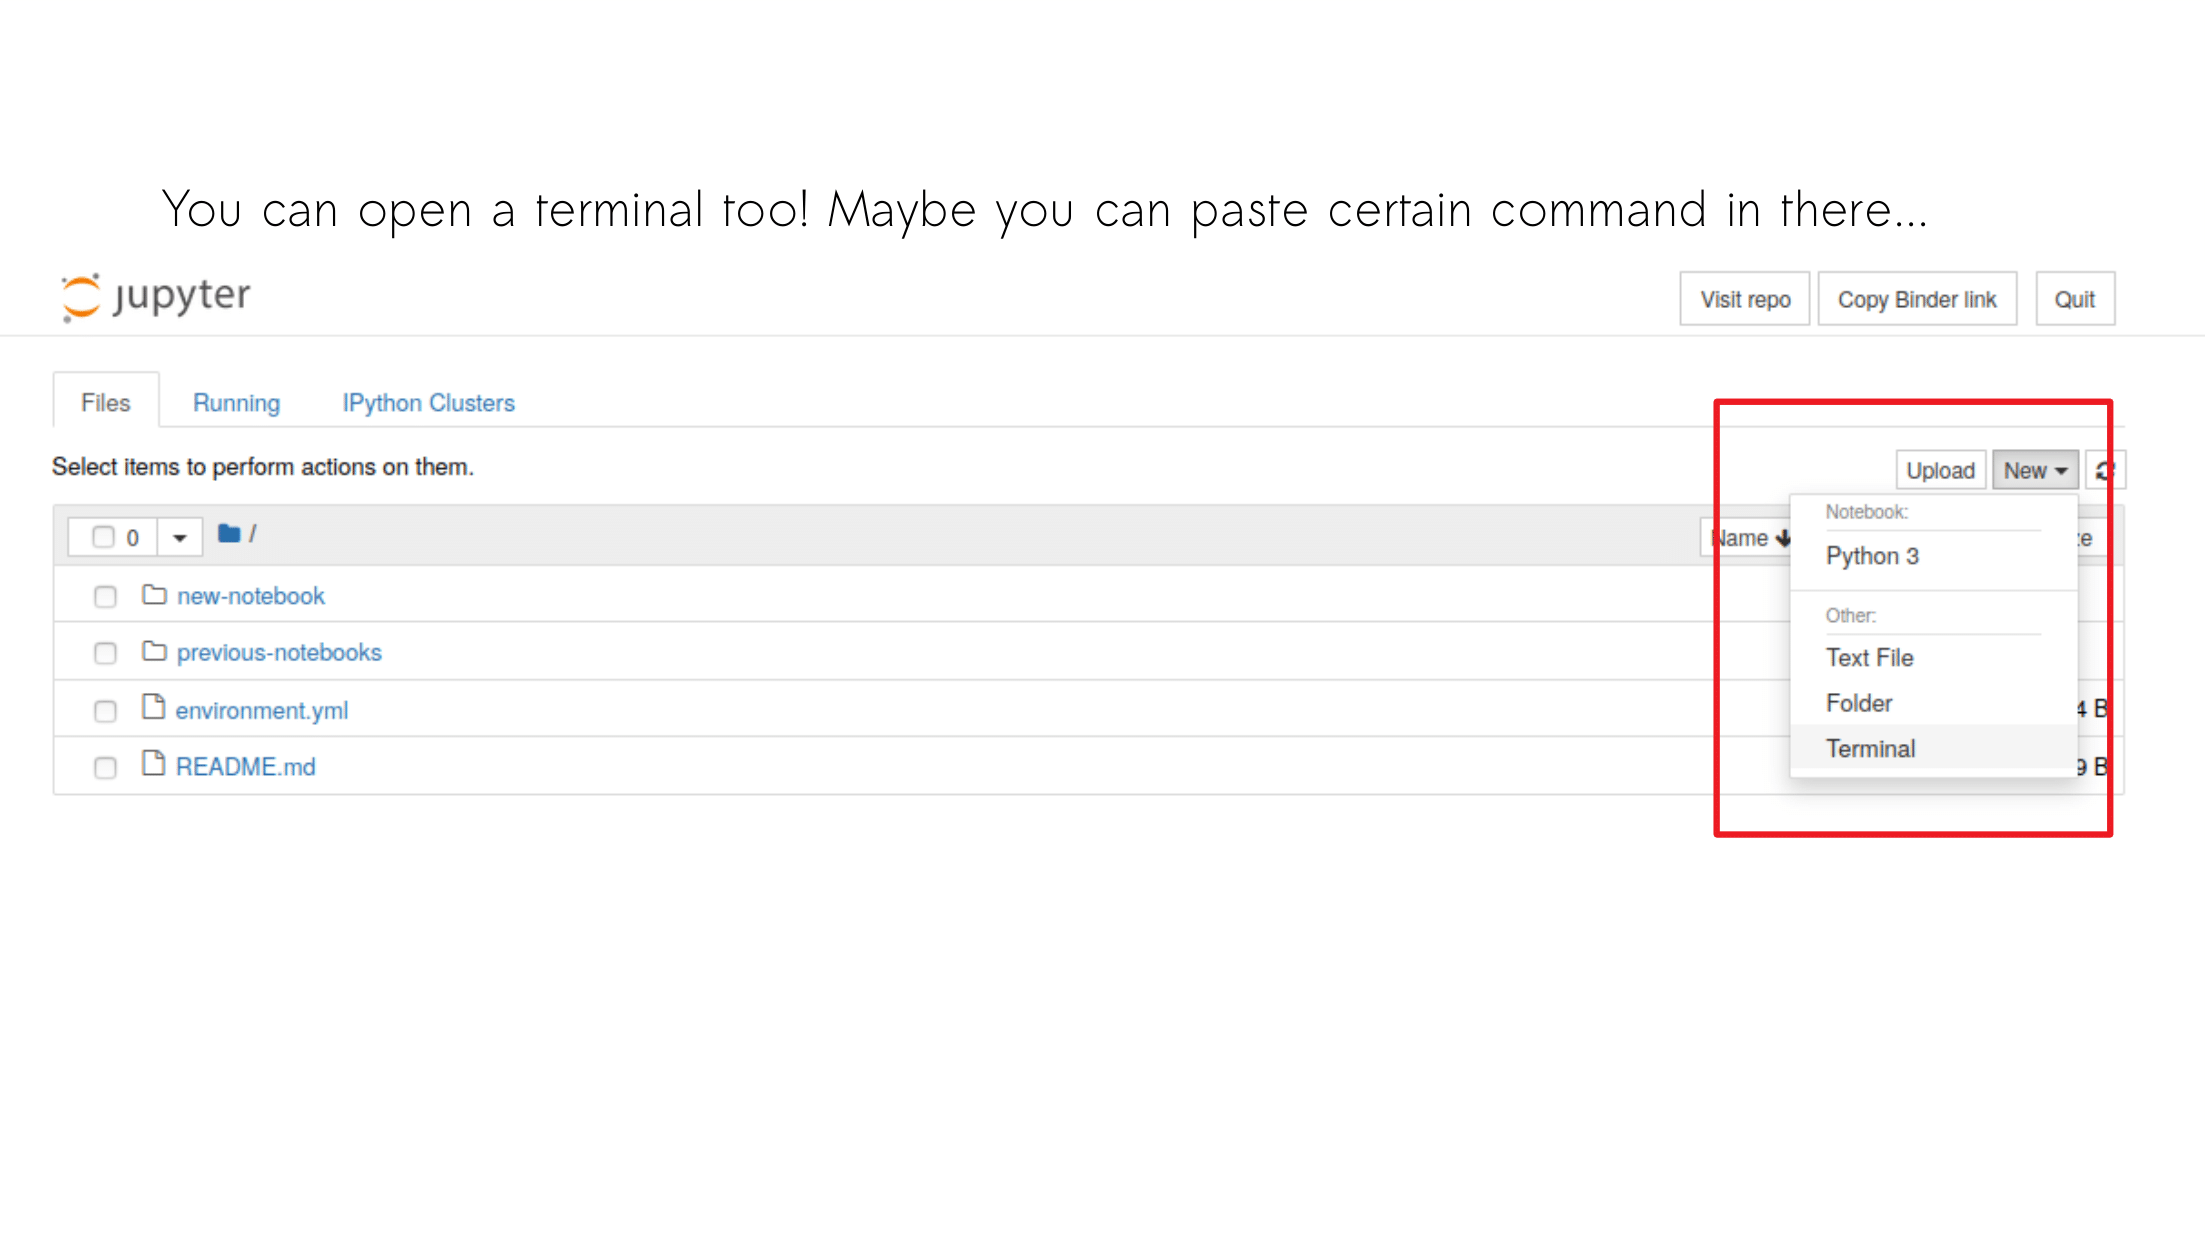 You can open a terminal too! Maybe you can paste certain command in there...
jupyter
Visit repo Copy Binder link Quit
Files Running IPython Clusters
Select items to perform actions on them.
Upload New
0 /
Name
Notebook:
Python 3
Other:
Text File
Folder
Terminal
new-notebook
previous-notebooks
environment.yml
4 B
README.md
9 B